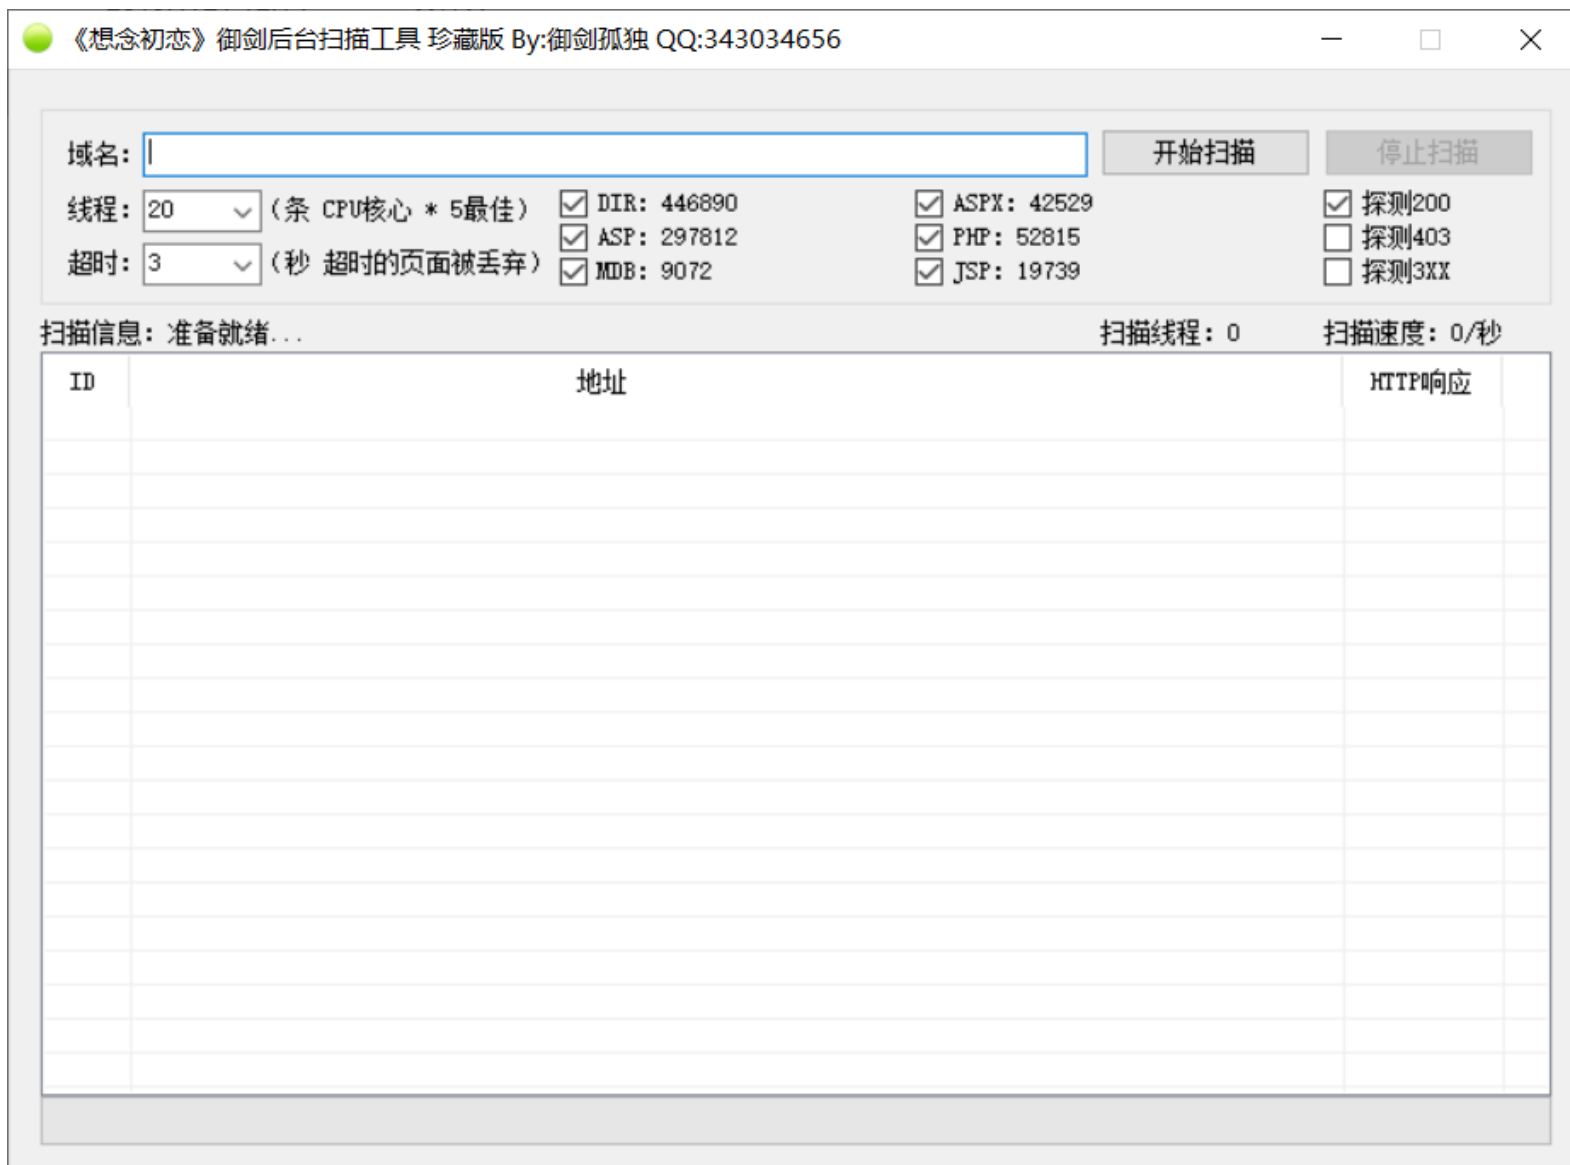 《想念初恋》御剑后台扫描工具 珍藏版 By:御剑孤独 QQ:343034656
域名: 开始扫描 停止扫描
线程: 20 (条 CPU核心 * 5最佳) DIR: 446890 ASPX: 42529 探测200
ASP: 297812 PHP: 52815 探测403
超时: 3 (秒 超时的页面被丢弃) MDB: 9072 JSP: 19739 探测3XX
扫描信息: 准备就绪... 扫描线程: 0 扫描速度: 0/秒
ID 地址 HTTP响应